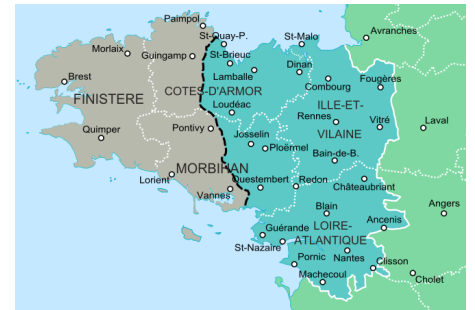 Paimpol
St-Quay-P.
St-Malo
Avranches
Morlaix
Guingamp
St-Brieuc
Dinan
Brest
Lamballe
Combourg
Fougères
FINISTERE
COTES-D'ARMOR
Loudéac
ILLE-ET-
VILAINE
Rennes
Quimper
Pontivy
Josselin
Vitré
Laval
Ploërmel
Bain-de-B.
MORBIHAN
Lorient
Questembert
Redon
Châteaubriant
Vannes
Blain
Angers
Guérande
LOIRE-
ATLANTIQUE
Ancenis
St-Nazaire
Pornic
Nantes
Clisson
Machecoul
Cholet